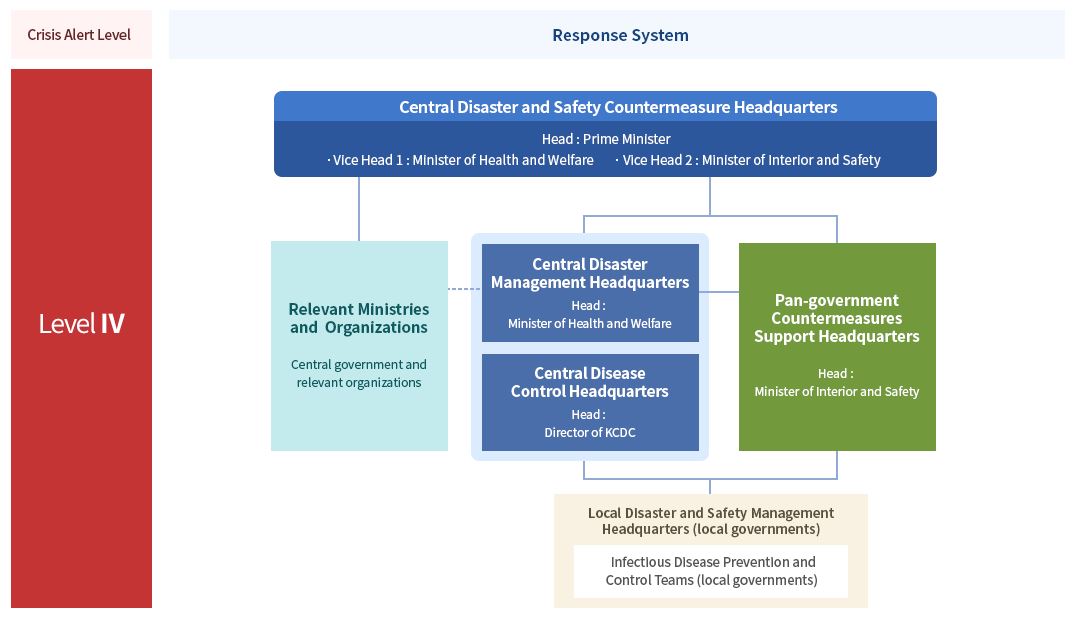 Crisis Alert Level
Response System
Level IV
Central Disaster and Safety Countermeasure Headquarters
Head : Prime Minister
· Vice Head 1 : Minister of Health and Welfare · Vice Head 2 : Minister of Interior and Safety
Relevant Ministries
and Organizations
Central government and
relevant organizations
Central Disaster
Management Headquarters
Head :
Minister of Health and Welfare
Central Disease
Control Headquarters
Head :
Director of KCDC
Pan-government
Countermeasures
Support Headquarters
Head :
Minister of Interior and Safety
Local Disaster and Safety Management
Headquarters (local governments)
Infectious Disease Prevention and
Control Teams (local governments)